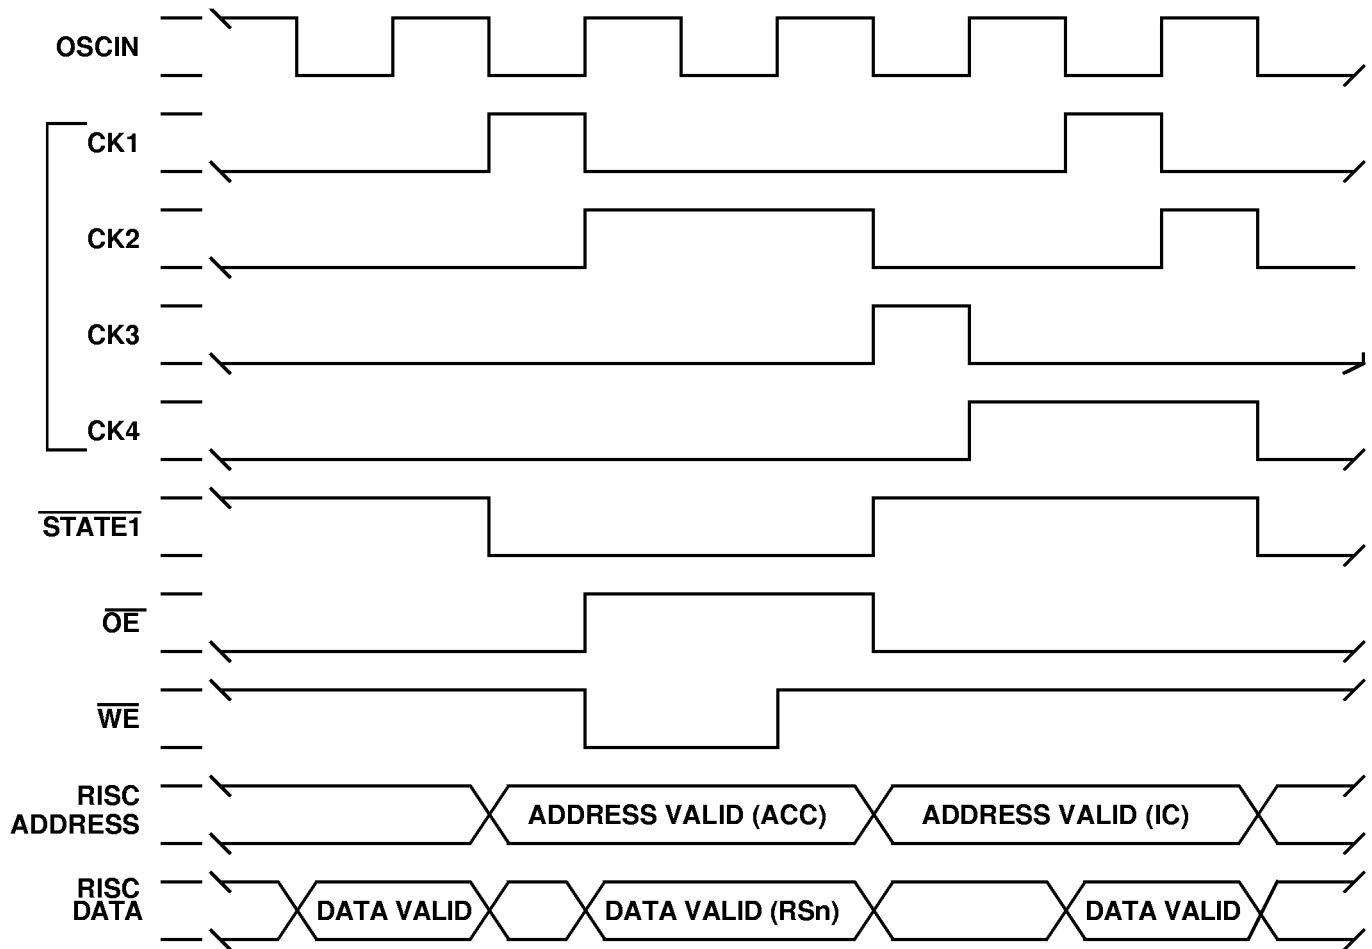 OSCIN
CK1
CK2
CK3
CK4
STATE1
OE
WE
RISC
ADDRESS
ADDRESS VALID (ACC)
ADDRESS VALID (IC)
RISC
DATA
DATA VALID
DATA VALID (RSn)
DATA VALID